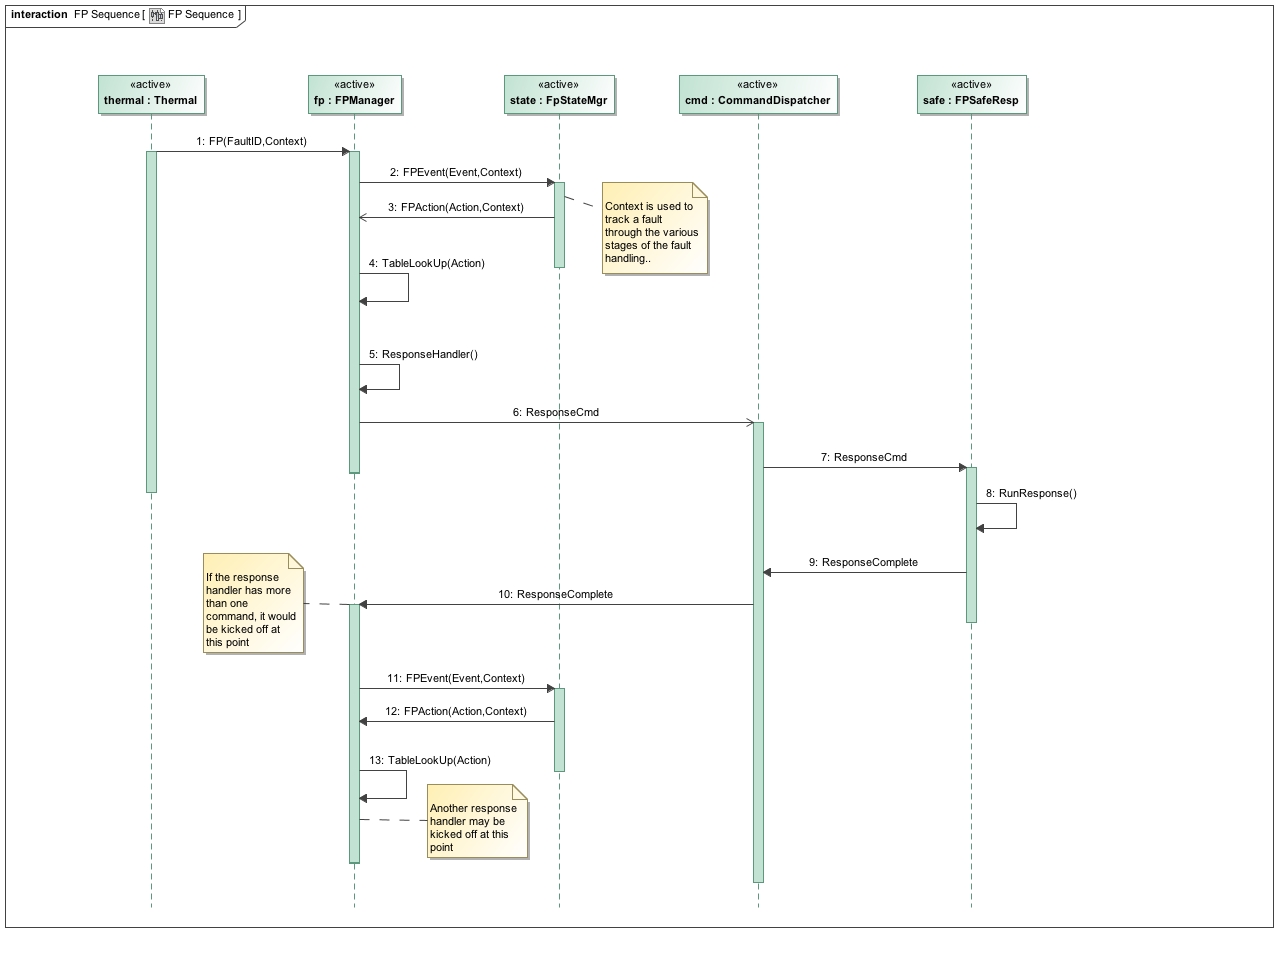 interaction FP Sequence [ FP Sequence ]
«active»
thermal : Thermal
«active»
fp : FPManager
«active»
state : FpStateMgr
«active»
cmd : CommandDispatcher
«active»
safe : FPSafeResp
1: FP(FaultID,Context)
2: FPEvent(Event,Context)
3: FPAction(Action,Context)
Context is used to
track a fault
through the various
stages of the fault
handling..
4: TableLookUp(Action)
5: ResponseHandler()
6: ResponseCmd
7: ResponseCmd
8: RunResponse()
9: ResponseComplete
10: ResponseComplete
If the response
handler has more
than one
command, it would
be kicked off at
this point
11: FPEvent(Event,Context)
12: FPAction(Action,Context)
13: TableLookUp(Action)
Another response
handler may be
kicked off at this
point